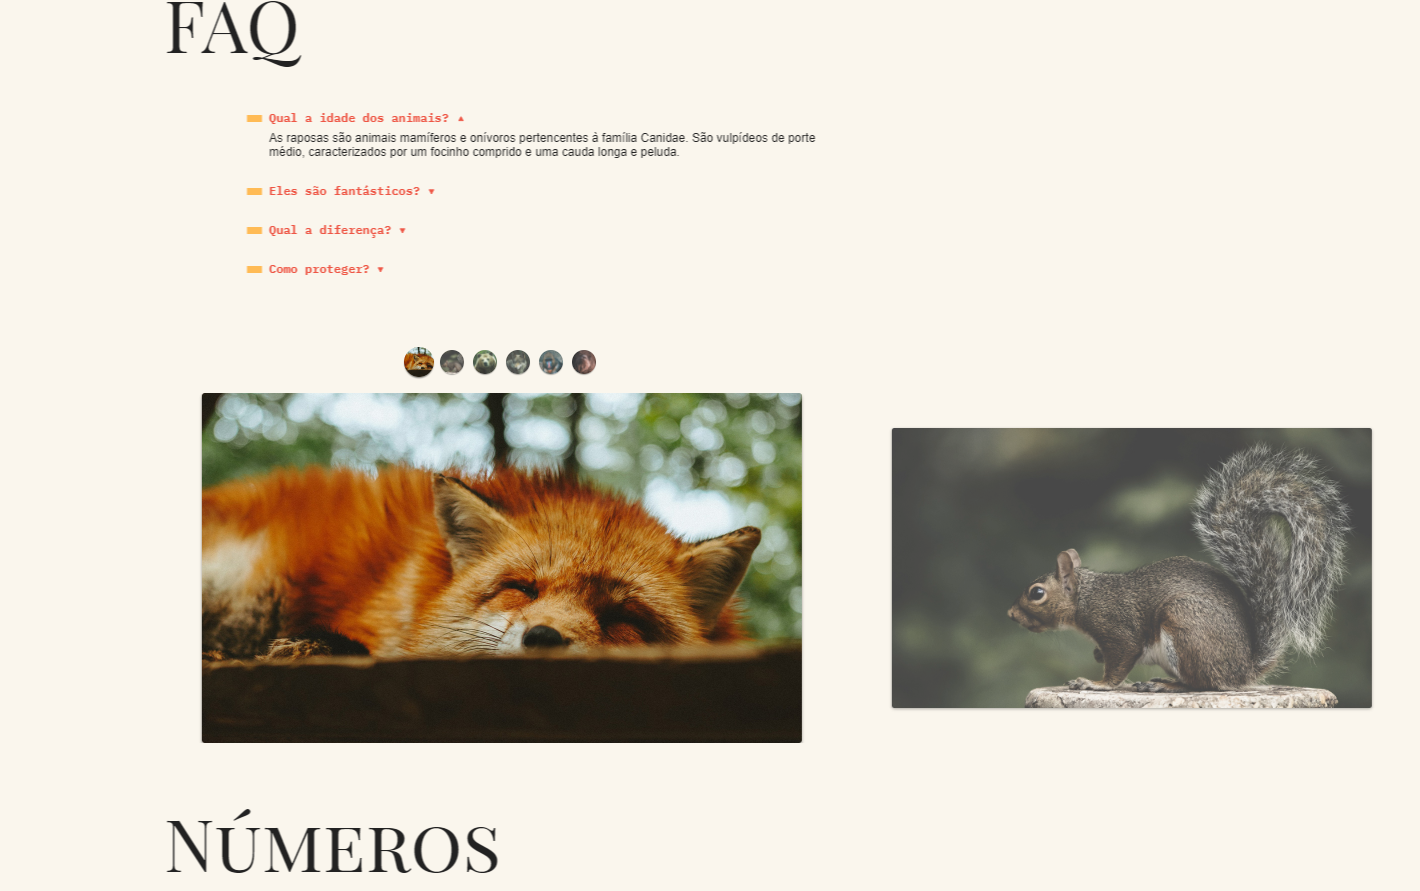 FAQ
Qual a idade dos animais? ▲
As raposas são animais mamíferos e onívoros pertencentes à família Canidae. São vulpídeos de porte
médio, caracterizados por um focinho comprido e uma cauda longa e peluda.
Eles são fantásticos? ▼
Qual a diferença? ▼
Como proteger? ▼
NÚMEROS